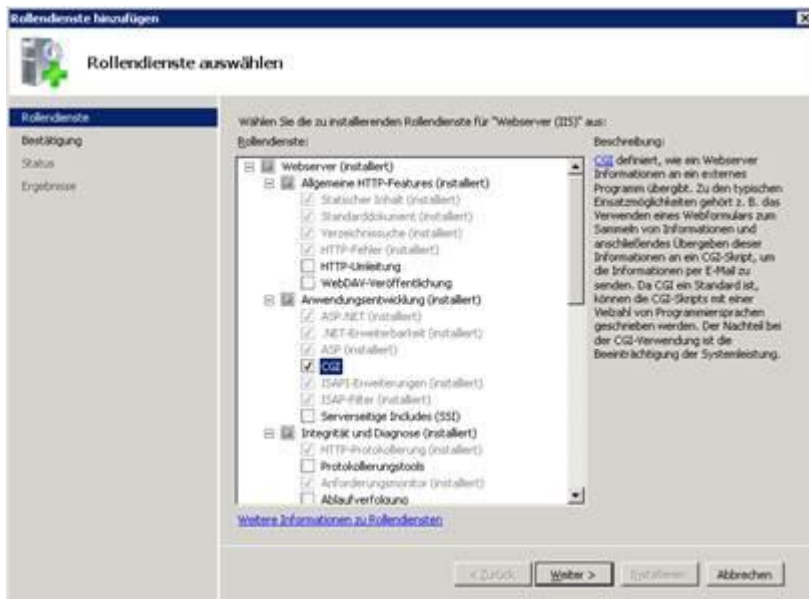 Rollendienste hinzufügen
Rollendienste auswählen
Rollendienste
Bestätigung
Status
Ergebnisse
Wählen Sie die zu installierenden Rollendienste für "Webserver (IIS)" aus:
Rollendienste:
Webserver (installiert)
Allgemeine HTTP-Features (installiert)
Statischer Inhalt (installiert)
Standarddokument (installiert)
Verzeichnissuche (installiert)
HTTP-Fehler (installiert)
HTTP-Umleitung
WebDAV-Veröffentlichung
Anwendungsentwicklung (installiert)
ASP.NET (installiert)
.NET-Erweiterbarkeit (installiert)
ASP (installiert)
CGI
ISAPI-Erweiterungen (installiert)
ISAPI-Filter (installiert)
Serverseitige Includes (SSI)
Integrität und Diagnose (installiert)
HTTP-Protokollierung (installiert)
Protokollierungstools
Anforderungsmonitor (installiert)
Ablaufverfolgung
Weitere Informationen zu Rollendiensten
Beschreibung:
CGI definiert, wie ein Webserver
Informationen an ein externes
Programm übergibt. Zu den typischen
Einsatzmöglichkeiten gehört z. B. das
Verwenden eines Webformulars zum
Sammeln von Informationen und
anschließendes Übergeben dieser
Informationen an ein CGI-Skript, um
die Informationen per E-Mail zu
senden. Da CGI ein Standard ist,
können die CGI-Skripts mit einer
Vielzahl von Programmiersprachen
geschrieben werden. Der Nachteil bei
der CGI-Verwendung ist die
Beeinträchtigung der Systemleistung.
< Zurück
Weiter >
Installieren
Abbrechen